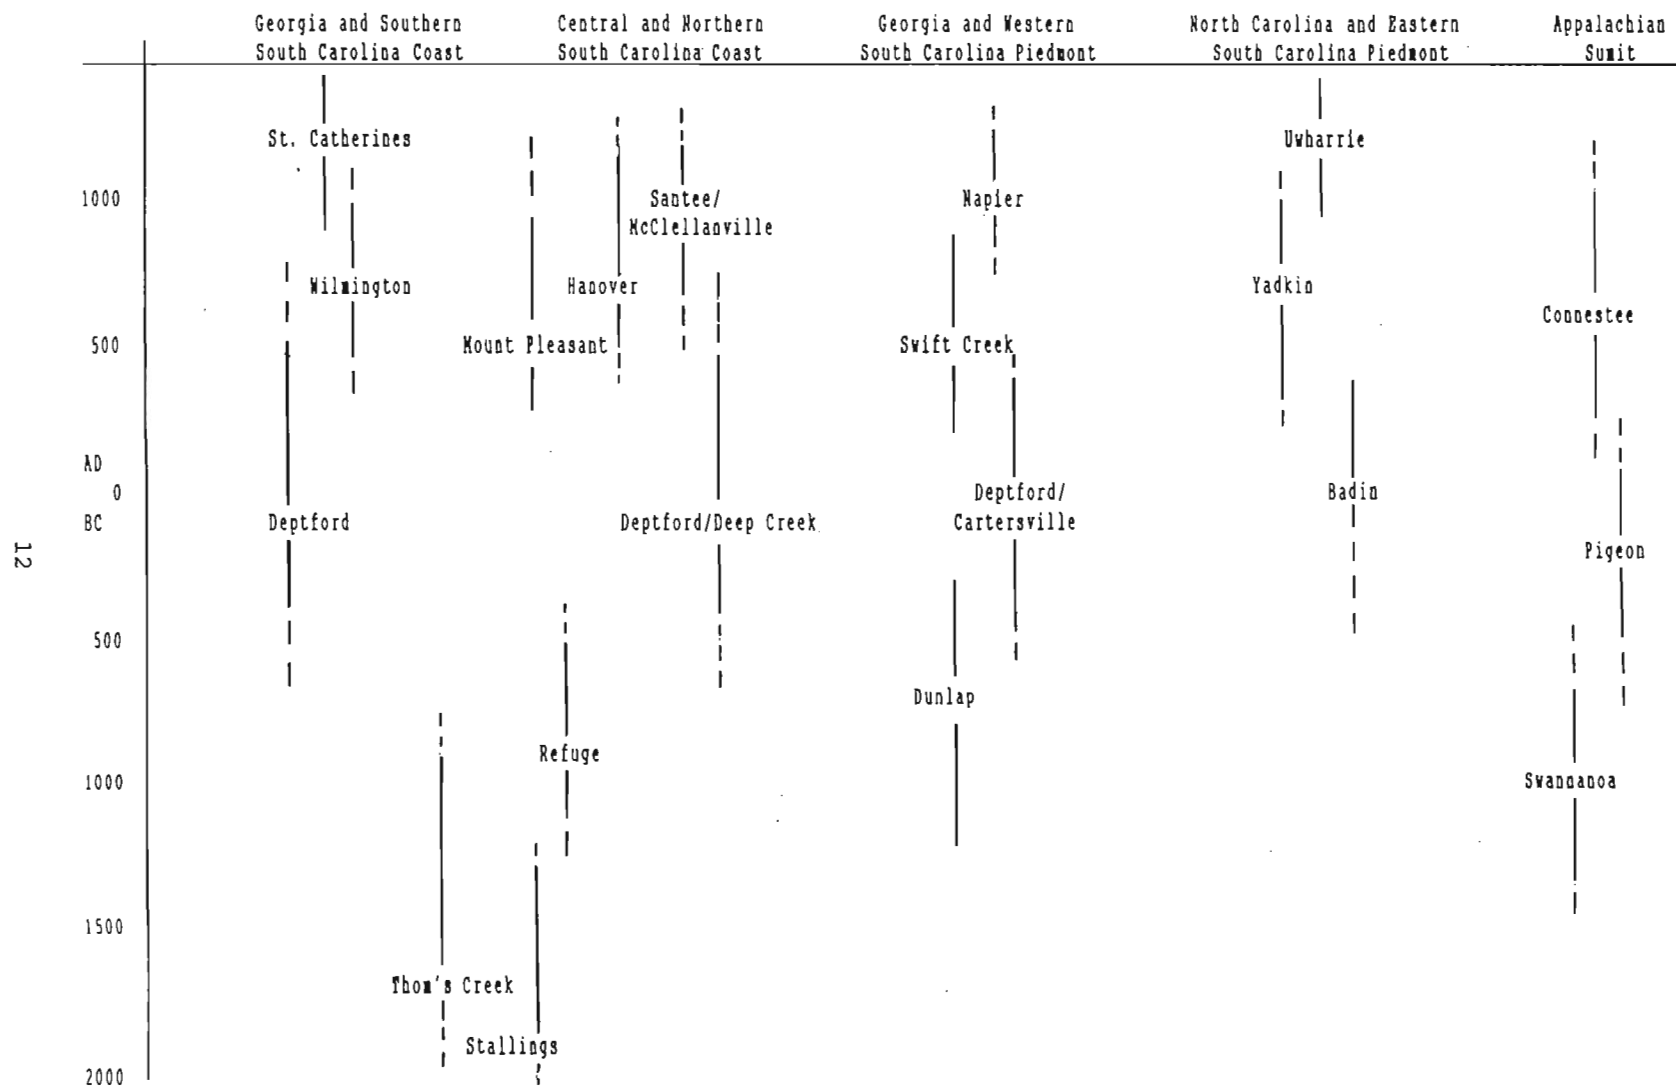 Georgia and Southern
South Carolina Coast
Central and Northern
South Carolina Coast
Georgia and Western
South Carolina Piedmont
North Carolina and Eastern
South Carolina Piedmont
Appalachian
Sumit
St. Catherines
Uwharrie
1000
Santee/
McClellanville
Napier
Wilmington
Hanover
Yadkin
Connestee
500
Mount Pleasant
Swift Creek
AD
0
BC
Deptford
Deptford/Deep Creek
Deptford/
Cartersville
Badin
Pigeon
12
500
Dunlap
Refuge
1000
Swannanoa
1500
Thom's Creek
Stallings
2000